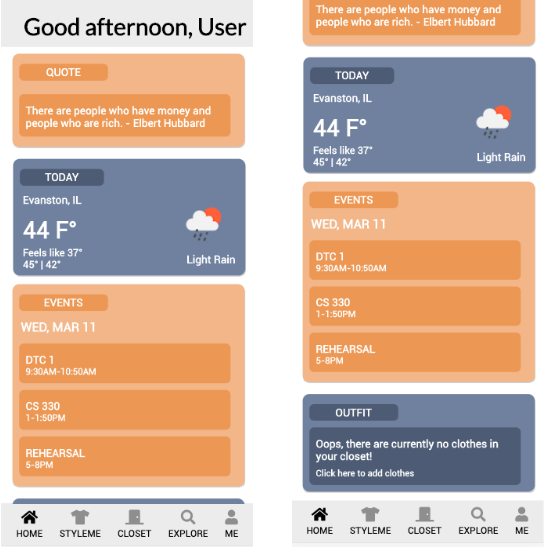 Good afternoon, User
QUOTE
There are people who have money and
people who are rich. - Elbert Hubbard
TODAY
Evanston, IL
44 F°
Feels like 37°
45° | 42°
Light Rain
EVENTS
WED, MAR 11
DTC 1
9:30AM-10:50AM
CS 330
1-1:50PM
REHEARSAL
5-8PM
HOME
STYLEME
CLOSET
EXPLORE
ME
There are people who have money and
people who are rich. - Elbert Hubbard
TODAY
Evanston, IL
44 F°
Feels like 37°
45° | 42°
Light Rain
EVENTS
WED, MAR 11
DTC 1
9:30AM-10:50AM
CS 330
1-1:50PM
REHEARSAL
5-8PM
OUTFIT
Oops, there are currently no clothes in
your closet!
Click here to add clothes
HOME
STYLEME
CLOSET
EXPLORE
ME